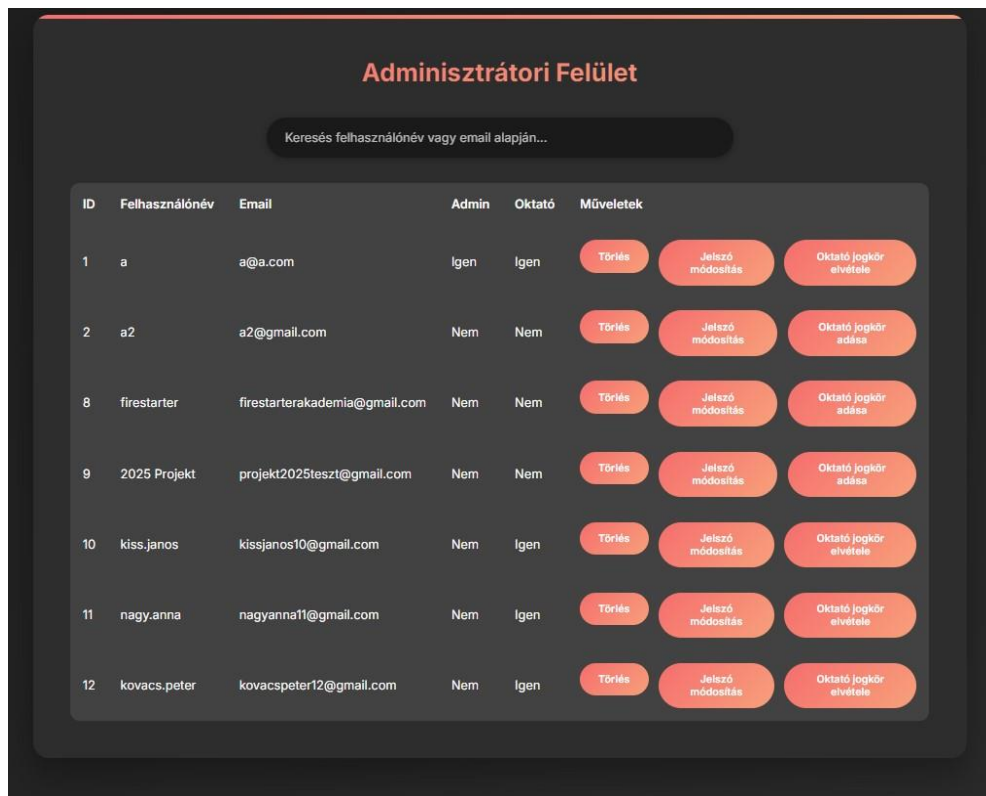 Adminisztrátori Felület
Keresés felhasználónév vagy email alapján...
ID Felhasználónév Email Admin Oktató Műveletek
1 a a@a.com Igen Igen Törlés Jelszó módosítás Oktató jogkör elvétele
2 a2 a2@gmail.com Nem Nem Törlés Jelszó módosítás Oktató jogkör adása
8 firestarter firestarterakademia@gmail.com Nem Nem Törlés Jelszó módosítás Oktató jogkör adása
9 2025 Projekt projekt2025teszt@gmail.com Nem Nem Törlés Jelszó módosítás Oktató jogkör adása
10 kiss.janos kissjanos10@gmail.com Nem Igen Törlés Jelszó módosítás Oktató jogkör elvétele
11 nagy.anna nagyanna11@gmail.com Nem Igen Törlés Jelszó módosítás Oktató jogkör elvétele
12 kovacs.peter kovacspeter12@gmail.com Nem Igen Törlés Jelszó módosítás Oktató jogkör elvétele